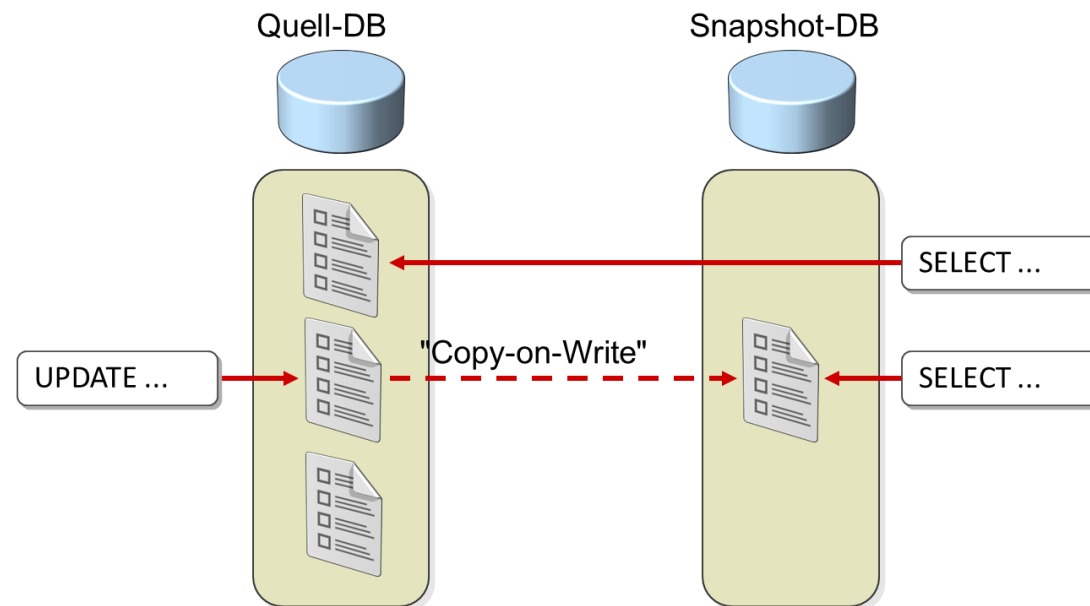 Quell-DB
Snapshot-DB
SELECT ...
"Copy-on-Write"
UPDATE ...
SELECT ...